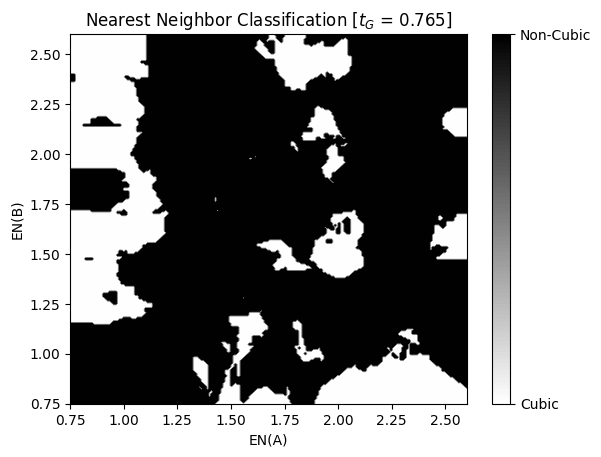 Nearest Neighbor Classification [$t_G$ = 0.765]
2.50
2.25
2.00
1.75
1.50
1.25
1.00
0.75
EN(B)
0.75 1.00 1.25 1.50 1.75 2.00 2.25 2.50
EN(A)
Non-Cubic
Cubic